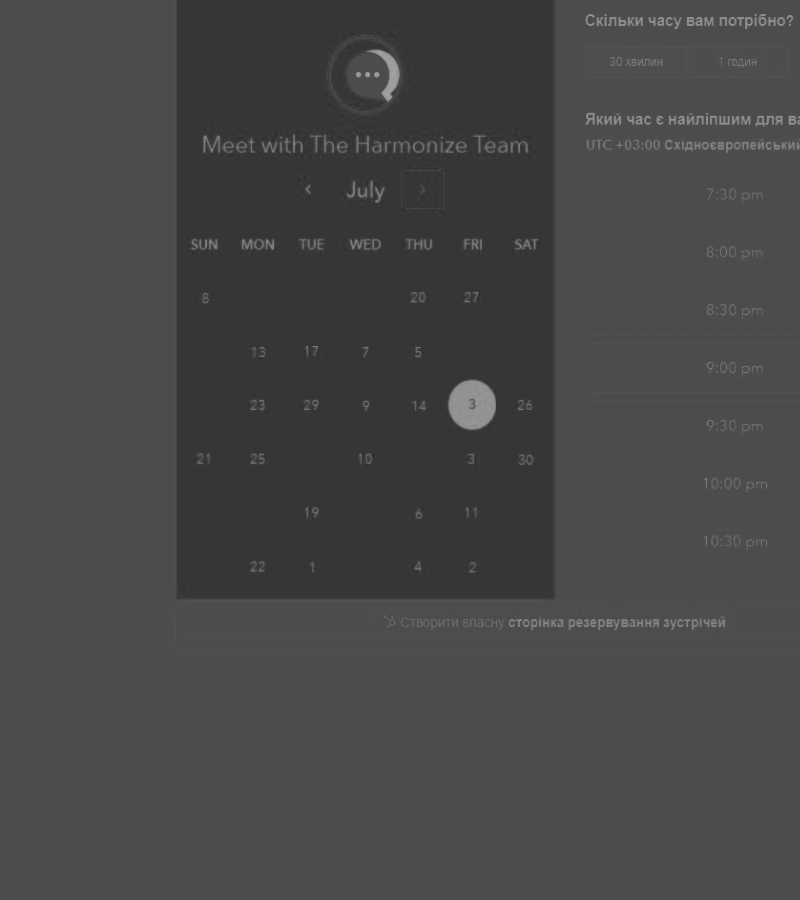 Meet with The Harmonize Team
July
SUN MON TUE WED THU FRI SAT
8 20 27
13 17 7 5
23 29 9 14 3 26
21 25 10 3 30
19 6 11
22 1 4 2
Скільки часу вам потрібно?
30 хвилин 1 годин
Який час є найліпшим для ва
UTC +03:00 Східноєвропейський
7:30 pm
8:00 pm
8:30 pm
9:00 pm
9:30 pm
10:00 pm
10:30 pm
Створити власну сторінка резервування зустрічей